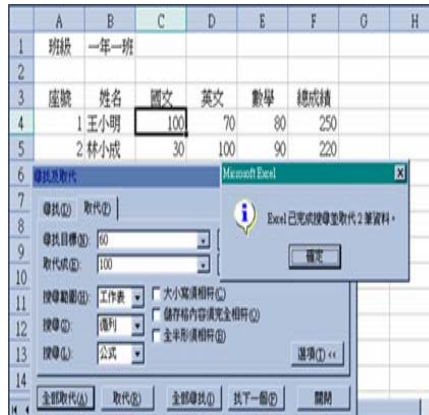 A B C D E F G H
1 班級 一年一班
2
3 座號 姓名 國文 英文 數學 總成績
4 1 王小明 100 70 80 250
5 2 林小成 30 100 90 220
6 尋找及取代
Microsoft Excel
7 尋找(D) 取代(P)
Excel 已完成搜尋並取代 2 筆資料。
8
9 尋找目標(N): 60
確定
10 取代成(E): 100
11 搜尋範圍(H): 工作表 大小寫須相符(C)
12 搜尋(S): 循列 儲存格內容須完全相符(O)
全半形須相符(B)
13 搜尋(L): 公式 選項(T) <<
14
全部取代(A) 取代(R) 全部尋找(I) 找下一個(F) 關閉